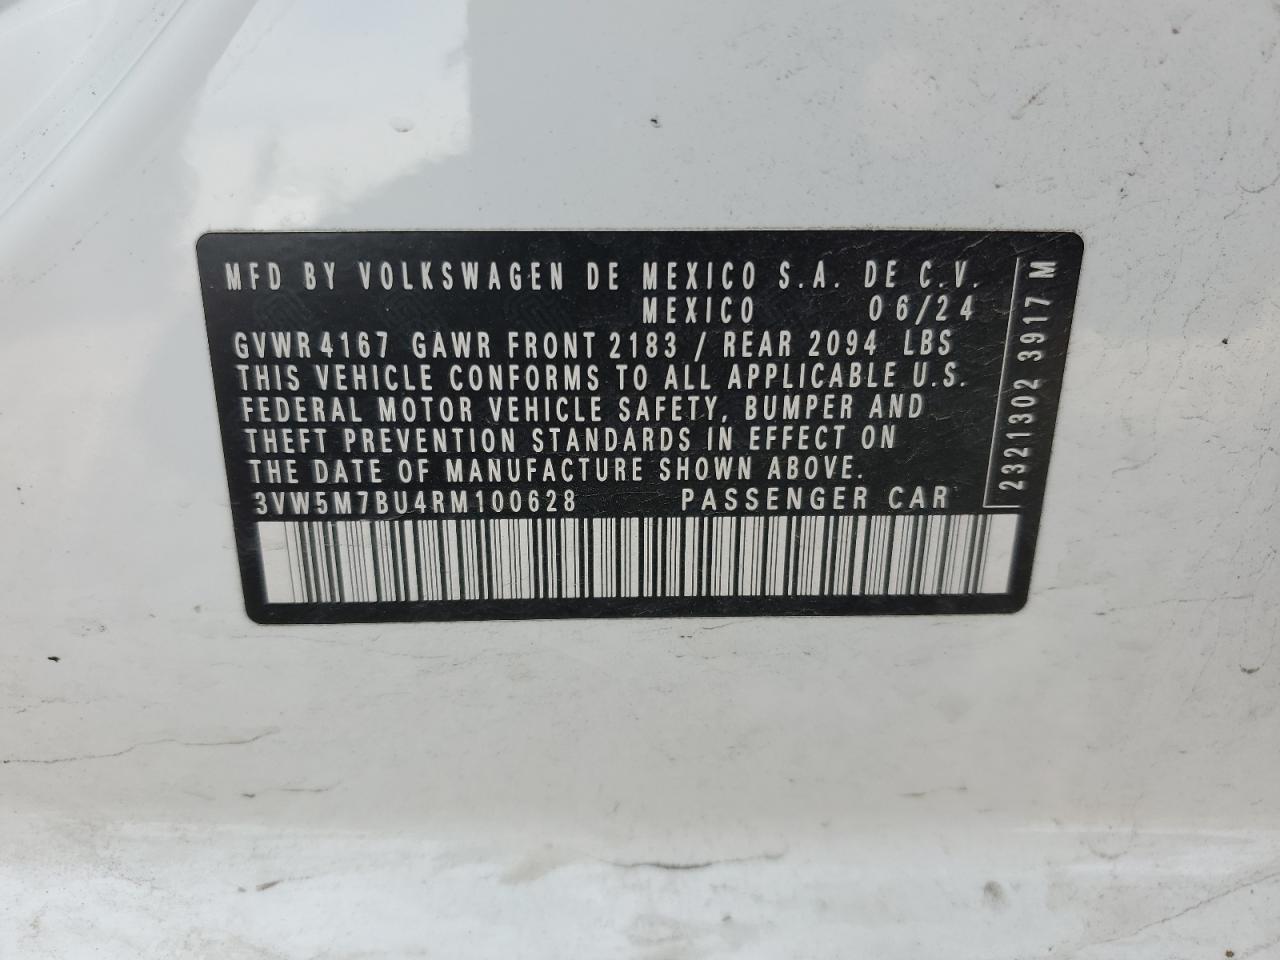 MFD BY VOLKSWAGEN DE MEXICO S.A. DE C.V.
MEXICO 06/24
GVWR 4167 GAWR FRONT 2183 / REAR 2094 LBS
THIS VEHICLE CONFORMS TO ALL APPLICABLE U.S.
FEDERAL MOTOR VEHICLE SAFETY, BUMPER AND
THEFT PREVENTION STANDARDS IN EFFECT ON
THE DATE OF MANUFACTURE SHOWN ABOVE.
3VW5M7BU4RM100628 PASSENGER CAR
2321302 3917 M